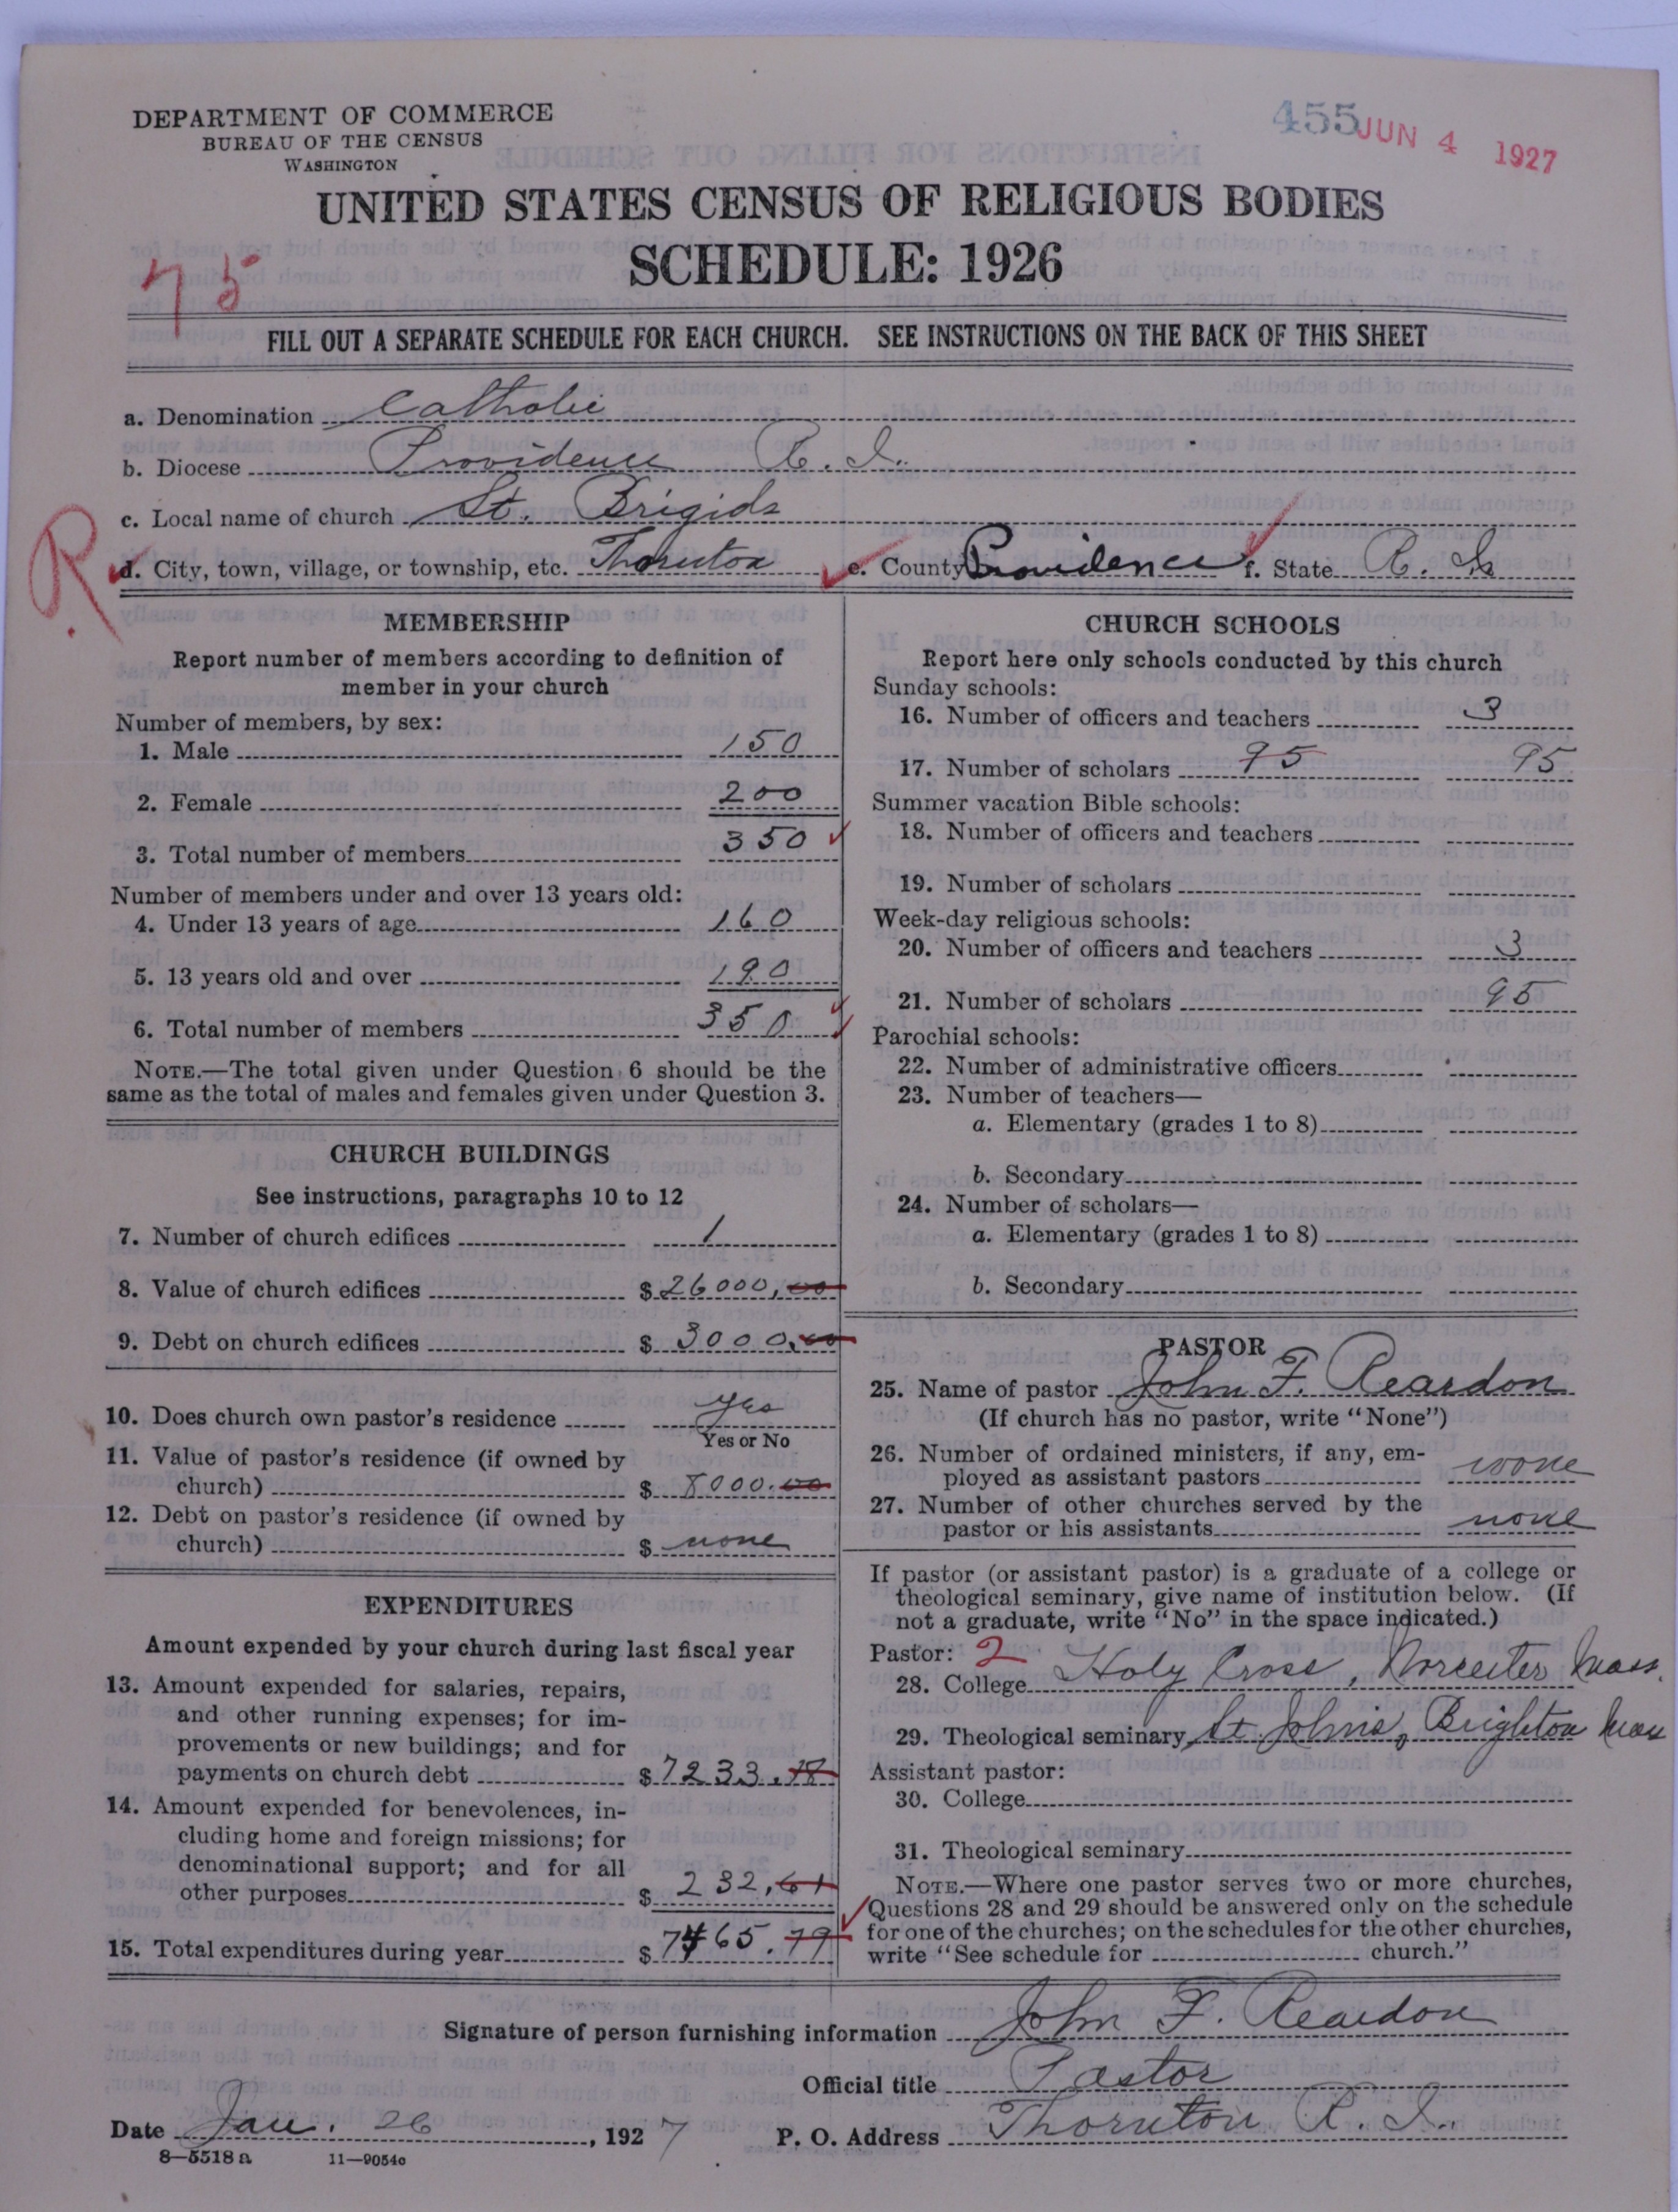 DEPARTMENT OF COMMERCE
BUREAU OF THE CENSUS
WASHINGTON
455 JUN 4 1927
UNITED STATES CENSUS OF RELIGIOUS BODIES
SCHEDULE: 1926
75
FILL OUT A SEPARATE SCHEDULE FOR EACH CHURCH. SEE INSTRUCTIONS ON THE BACK OF THIS SHEET
a. Denomination Catholic
b. Diocese Providence R. I.
c. Local name of church St. Brigids
R. d. City, town, village, or township, etc. Thornton e. County Providence f. State R. I.
MEMBERSHIP
Report number of members according to definition of
member in your church
Number of members, by sex:
1. Male 150
2. Female 200
3. Total number of members 350
Number of members under and over 13 years old:
4. Under 13 years of age 160
5. 13 years old and over 190
6. Total number of members 350
NOTE.—The total given under Question 6 should be the
same as the total of males and females given under Question 3.
CHURCH BUILDINGS
See instructions, paragraphs 10 to 12
7. Number of church edifices 1
8. Value of church edifices $ 26000,00
9. Debt on church edifices $ 3000,00
10. Does church own pastor's residence Yes
Yes or No
11. Value of pastor's residence (if owned by
church) $ 8000.00
12. Debt on pastor's residence (if owned by
church) $ none
EXPENDITURES
Amount expended by your church during last fiscal year
13. Amount expended for salaries, repairs,
and other running expenses; for im-
provements or new buildings; and for
payments on church debt $ 7233.18
14. Amount expended for benevolences, in-
cluding home and foreign missions; for
denominational support; and for all
other purposes $ 232,61
15. Total expenditures during year $ 7465.79
CHURCH SCHOOLS
Report here only schools conducted by this church
Sunday schools:
16. Number of officers and teachers 3
17. Number of scholars 95 95
Summer vacation Bible schools:
18. Number of officers and teachers
19. Number of scholars
Week-day religious schools:
20. Number of officers and teachers 3
21. Number of scholars 95
Parochial schools:
22. Number of administrative officers
23. Number of teachers—
a. Elementary (grades 1 to 8)
b. Secondary
24. Number of scholars—
a. Elementary (grades 1 to 8)
b. Secondary
PASTOR
25. Name of pastor John F. Reardon
(If church has no pastor, write "None")
26. Number of ordained ministers, if any, em-
ployed as assistant pastors none
27. Number of other churches served by the
pastor or his assistants none
If pastor (or assistant pastor) is a graduate of a college or
theological seminary, give name of institution below. (If
not a graduate, write "No" in the space indicated.)
Pastor: 2
28. College Holy Cross, Worcester Mass.
29. Theological seminary St. John's, Brighton Mass
Assistant pastor:
30. College
31. Theological seminary
NOTE.—Where one pastor serves two or more churches,
Questions 28 and 29 should be answered only on the schedule
for one of the churches; on the schedules for the other churches,
write "See schedule for church."
Signature of person furnishing information John F. Reardon
Official title Pastor
Date Jan. 26, 1927 P. O. Address Thornton R. I.
8—5518 a 11—9054c